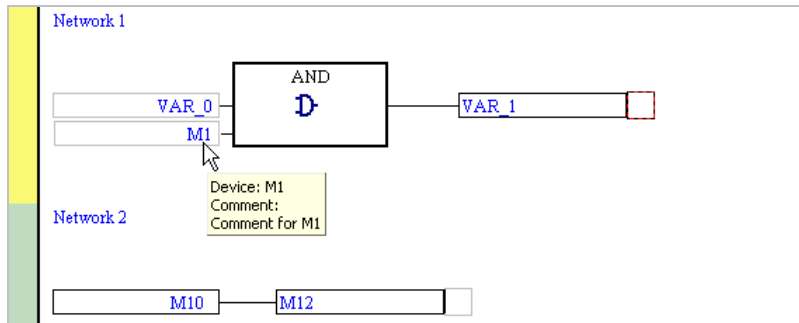 Network 1
AND
VAR_0
VAR_1
M1
Device: M1
Comment:
Comment for M1
Network 2
M10
M12